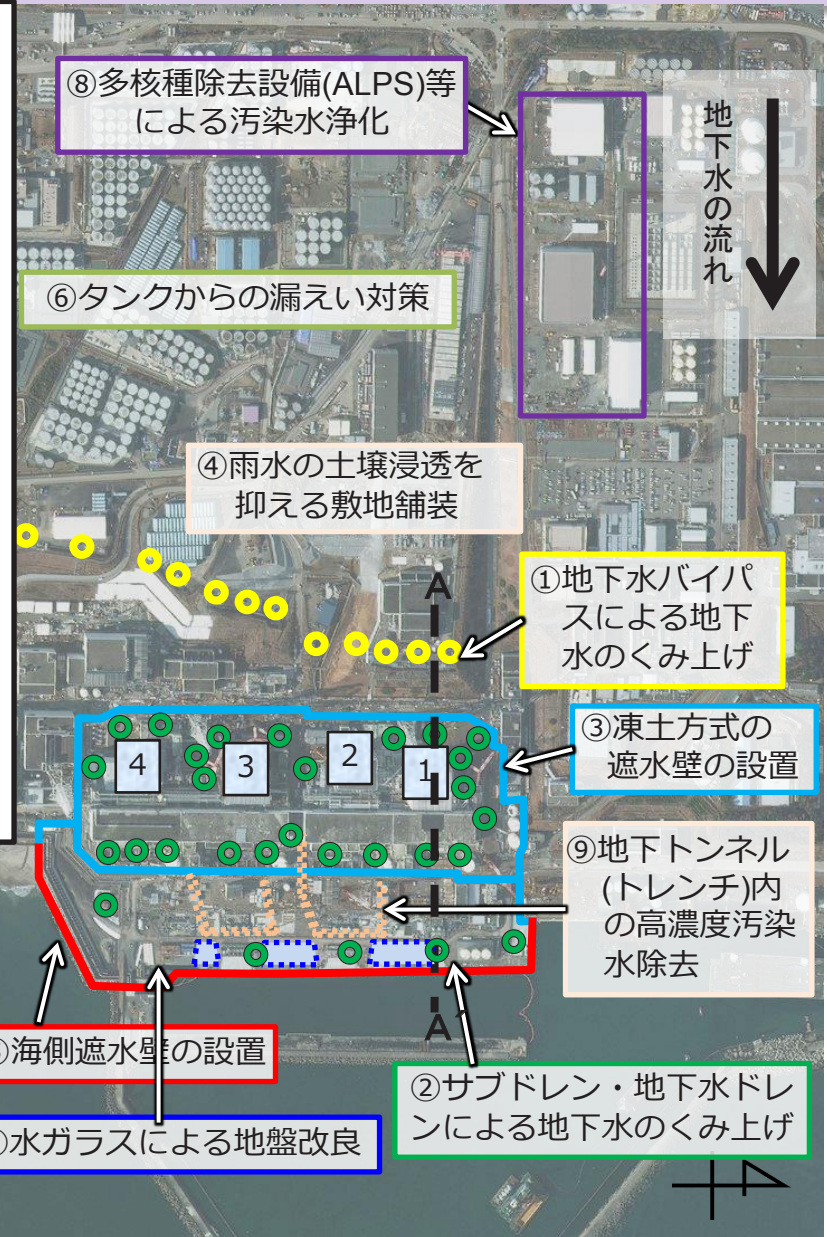 ⑧多核種除去設備(ALPS)等
による汚染水浄化
地下水の流れ
⑥タンクからの漏えい対策
④雨水の土壌浸透を
抑える敷地舗装
A
①地下水バイパ
スによる地下
水のくみ上げ
③凍土方式の
遮水壁の設置
4
3
2
1
⑨地下トンネル
(トレンチ)内
の高濃度汚染
水除去
A´
海側遮水壁の設置
②サブドレン・地下水ドレ
ンによる地下水のくみ上げ
水ガラスによる地盤改良